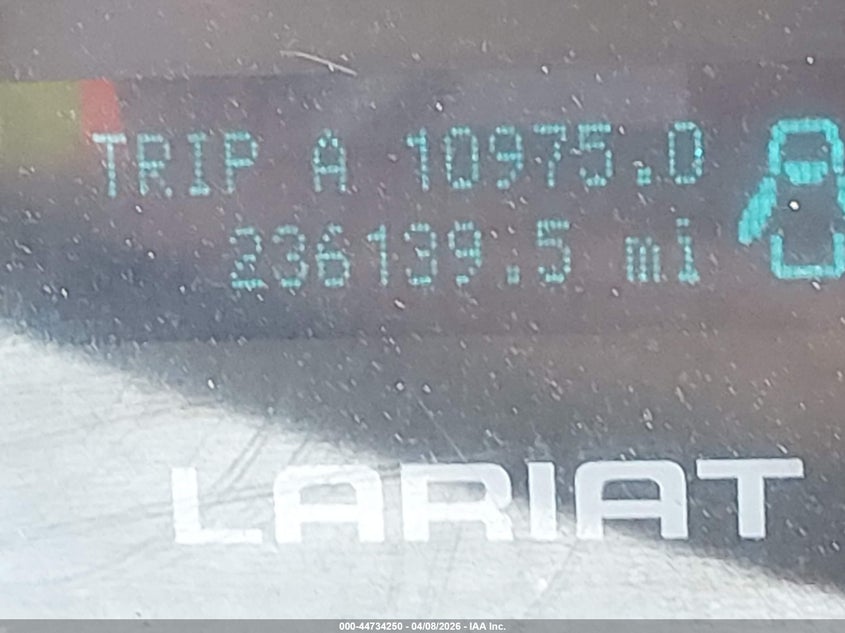 TRIP A 10975.0
236139.5 mi
LARIAT
000-44734250 - 04/08/2026 - IAA Inc.